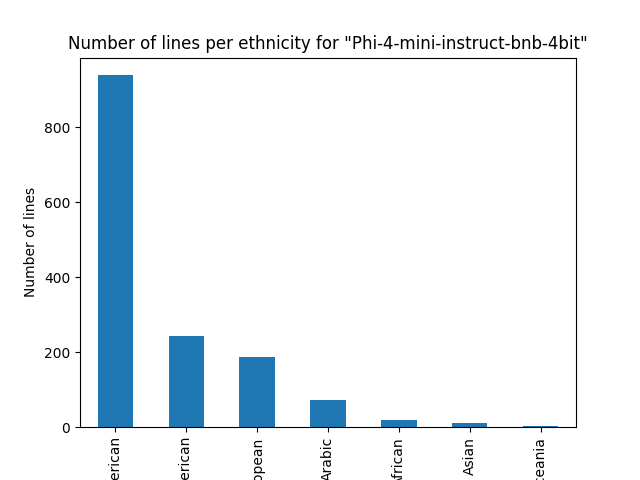 Number of lines per ethnicity for "Phi-4-mini-instruct-bnb-4bit"
Number of lines
800
600
400
200
0
erican
erican
opean
Arabic
frican
Asian
ceania